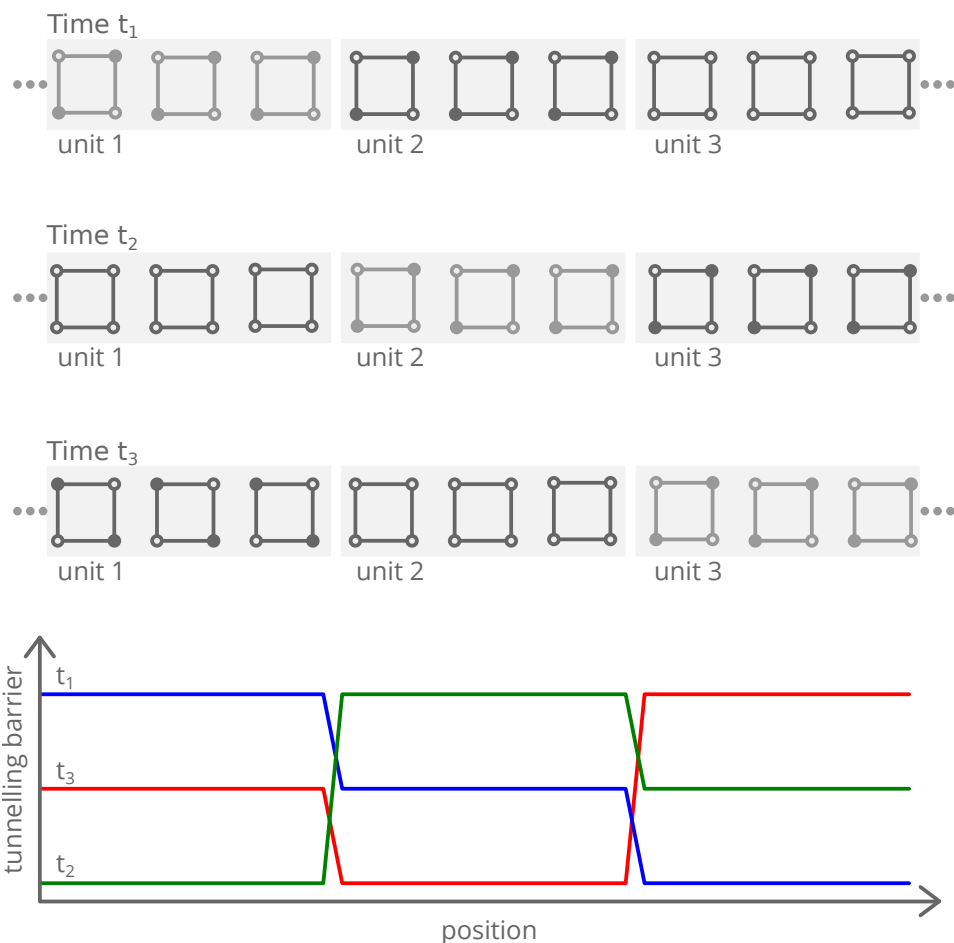 Time t₁
unit 1 unit 2 unit 3
Time t₂
unit 1 unit 2 unit 3
Time t₃
unit 1 unit 2 unit 3
tunnelling barrier
t₁
t₃
t₂
position